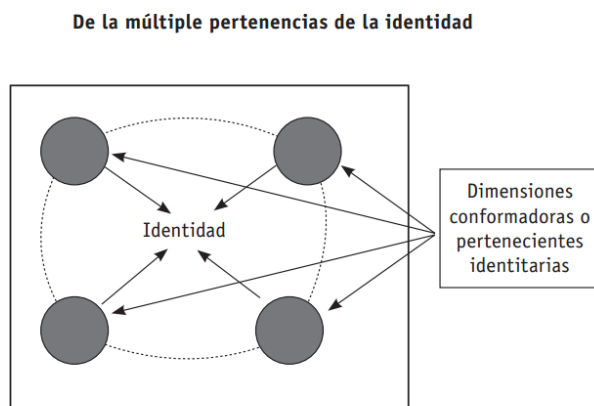 De la múltiple pertenencias de la identidad
Identidad
Dimensiones
conformadoras o
pertenecientes
identitarias